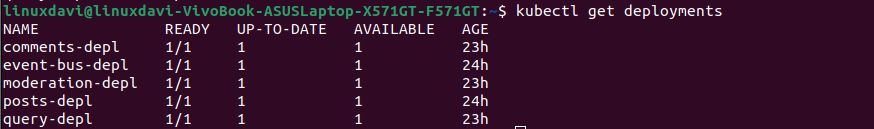 linuxdavi@linuxdavi-VivoBook-ASUSLaptop-X571GT-F571GT:~$ kubectl get deployments
NAME READY UP-TO-DATE AVAILABLE AGE
comments-depl 1/1 1 1 23h
event-bus-depl 1/1 1 1 24h
moderation-depl 1/1 1 1 23h
posts-depl 1/1 1 1 24h
query-depl 1/1 1 1 23h